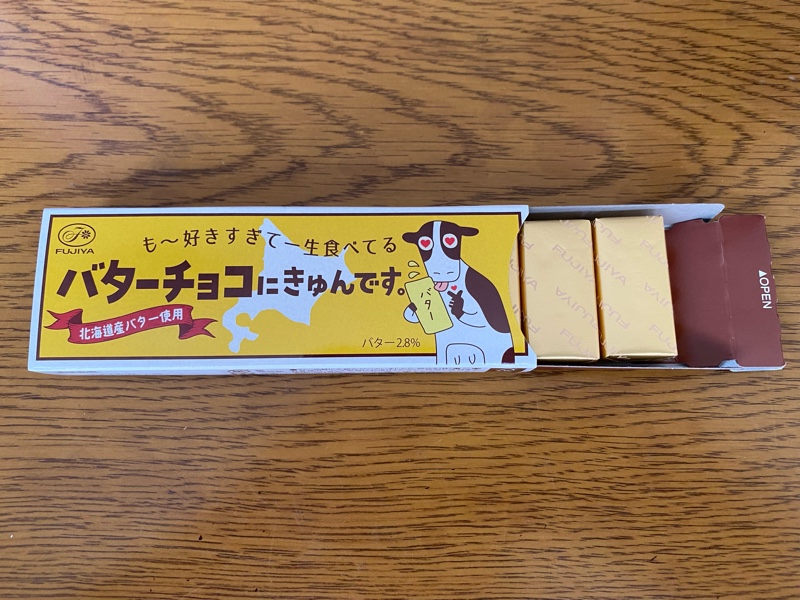 FUJIYA
も〜好きすぎて一生食べてる
バターチョコにきゅんです。
北海道産バター使用
バター
バター2.8%
FUJIYA
FUJIYA
▲OPEN